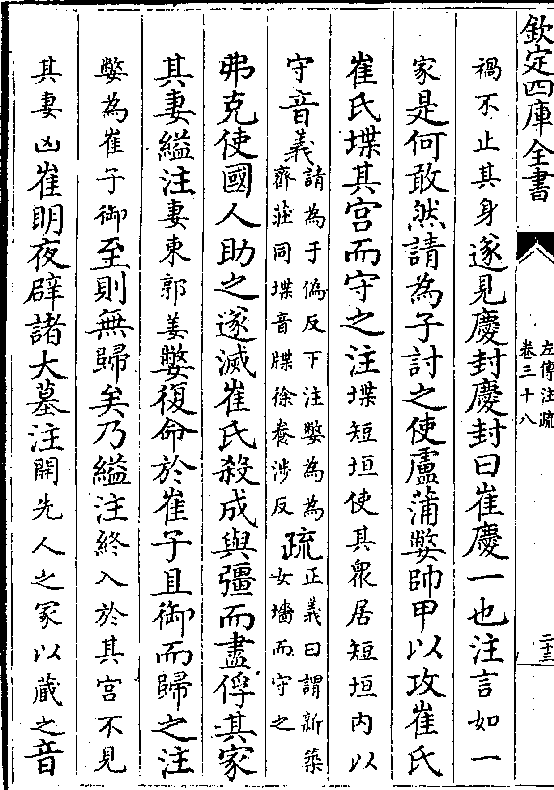 欽定四庫全書
左傳注疏
卷三十八
二十三
禍不止其身遂見慶封慶封曰崔慶一也注言如一
家是何敢然請為子討之使盧蒲嫳帥甲以攻崔氏
崔氏堞其宮而守之注堞短垣使其衆居短垣内以
守音義請為于偽反下注嫳為為
齊莊同堞音牒徐養涉反疏正義曰謂新築
女墻而守之
弗克使國人助之遂滅崔氏殺成與彊而盡俘其家
其妻縊注妻東郭姜嫳復命於崔子且御而歸之注
嫳為崔子御至則無歸矣乃縊注終入於其宮不見
其妻凶崔明夜辟諸大墓注開先人之冢以藏之音